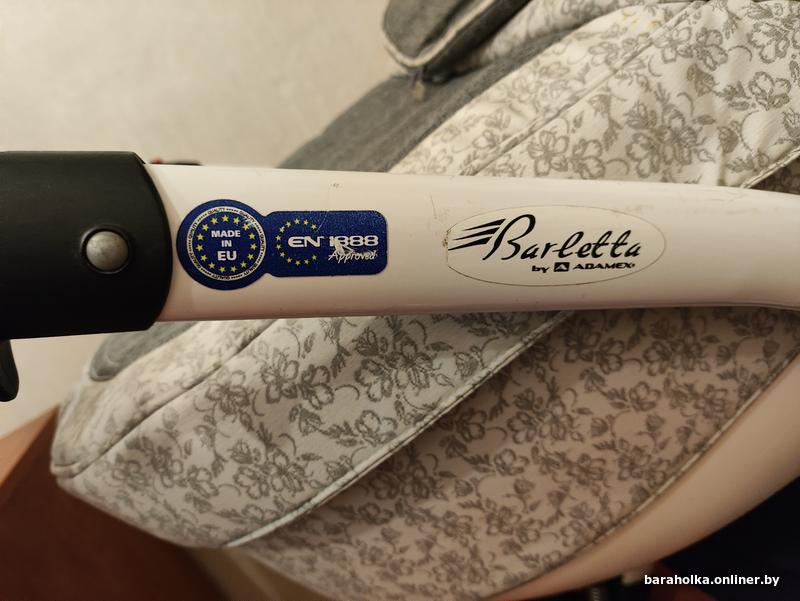 MADE
IN
EU
EN 1888
Approved
Barletta
by ADAMEX
baraholka.onliner.by